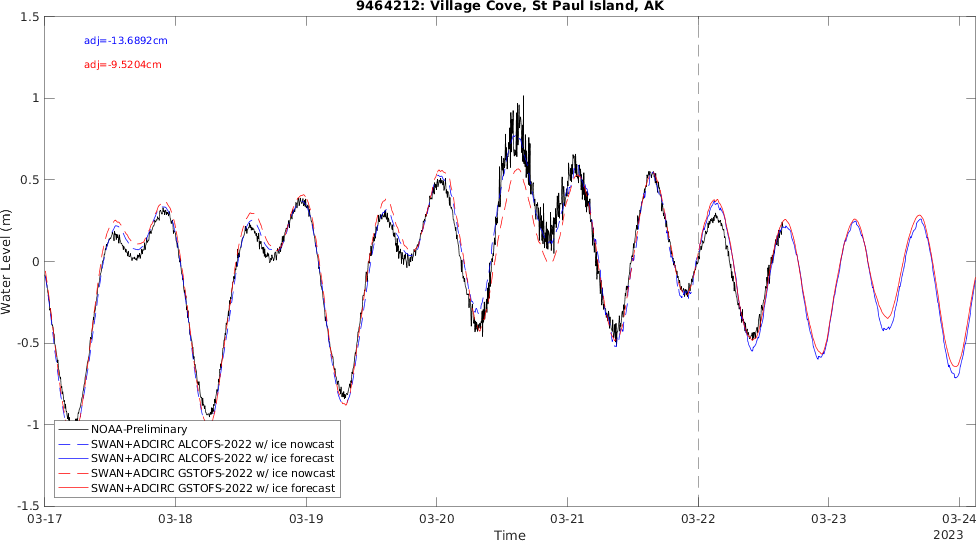 9464212: Village Cove, St Paul Island, AK
adj=-13.6892cm
adj=-9.5204cm
Water Level (m)
1.5
1
0.5
0
-0.5
-1
-1.5
NOAA-Preliminary
SWAN+ADCIRC ALCOFS-2022 w/ ice nowcast
SWAN+ADCIRC ALCOFS-2022 w/ ice forecast
SWAN+ADCIRC GSTOFS-2022 w/ ice nowcast
SWAN+ADCIRC GSTOFS-2022 w/ ice forecast
03-17 03-18 03-19 03-20 03-21 03-22 03-23 03-24
Time
2023